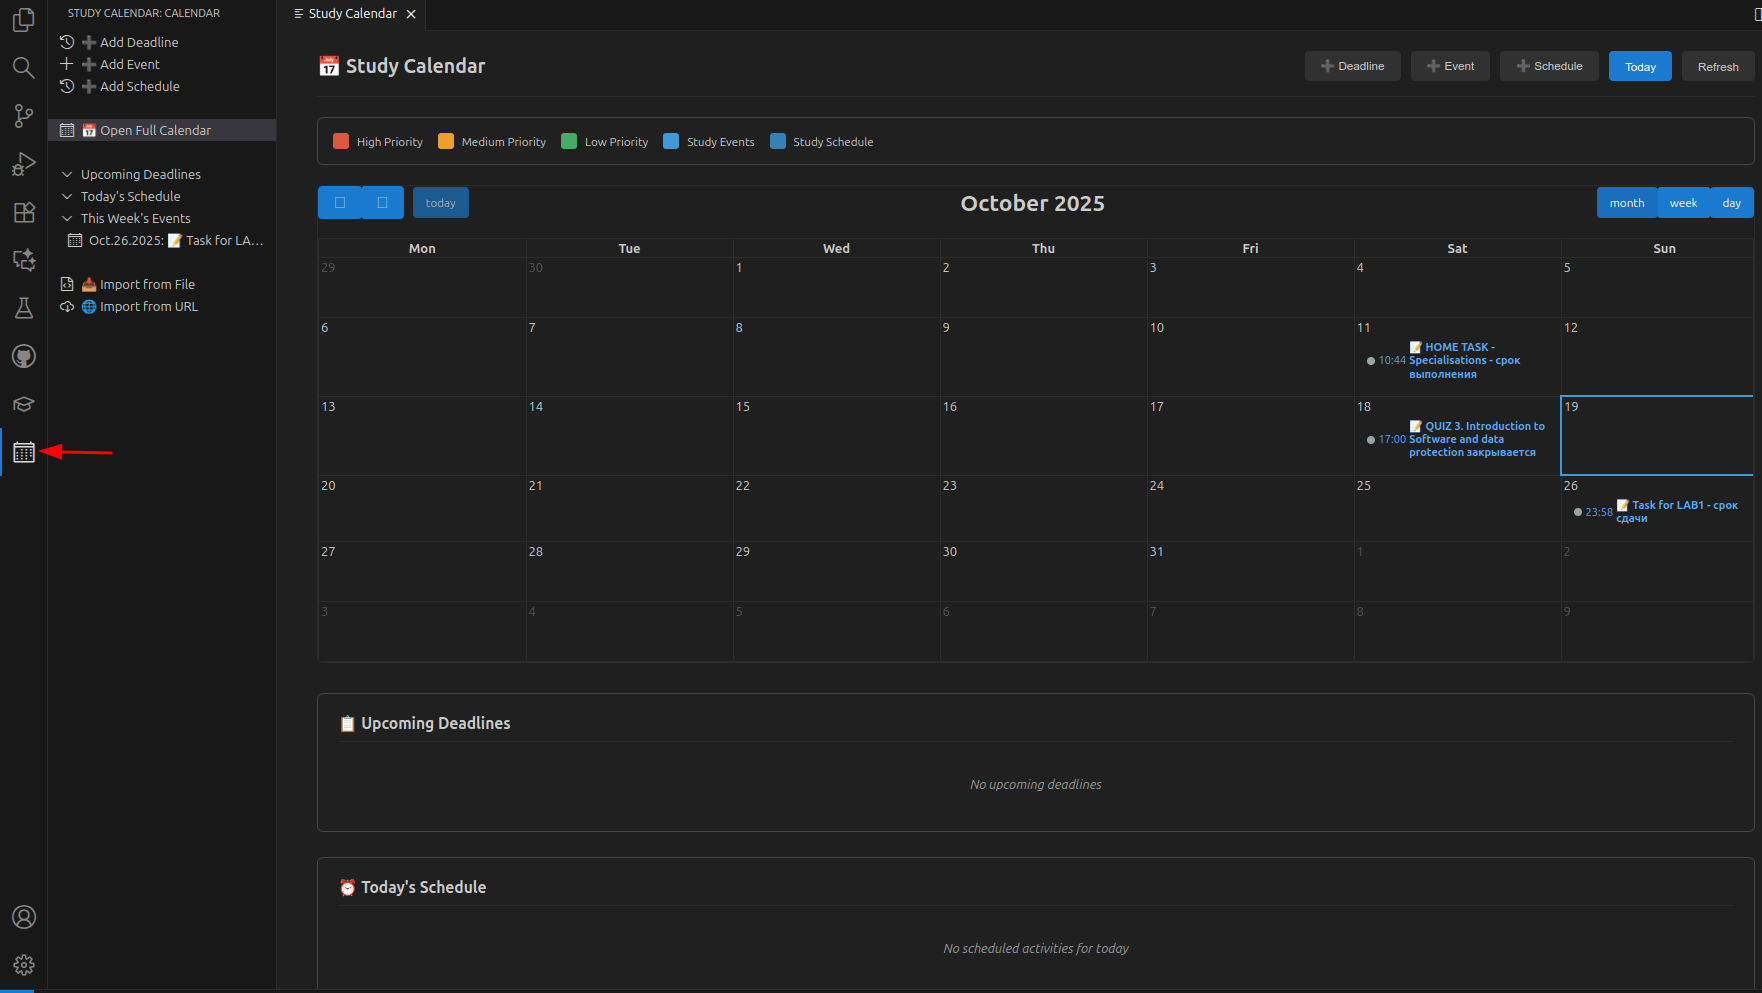 STUDY CALENDAR: CALENDAR
➕ Add Deadline
➕ Add Event
➕ Add Schedule
📅 Open Full Calendar
Upcoming Deadlines
Today's Schedule
This Week's Events
Oct.26.2025: 📝 Task for LA...
📥 Import from File
🌐 Import from URL
Study Calendar
📅 Study Calendar
➕ Deadline
➕ Event
➕ Schedule
Today
Refresh
High Priority
Medium Priority
Low Priority
Study Events
Study Schedule
today
October 2025
month
week
day
Mon Tue Wed Thu Fri Sat Sun
29 30 1 2 3 4 5
6 7 8 9 10 11 12
10:44 📝 HOME TASK -
Specialisations - срок
выполнения
13 14 15 16 17 18 19
17:00 📝 QUIZ 3. Introduction to
Software and data
protection закрывается
20 21 22 23 24 25 26
23:58 📝 Task for LAB1 - срок
сдачи
27 28 29 30 31 1 2
3 4 5 6 7 8 9
📋 Upcoming Deadlines
No upcoming deadlines
⏰ Today's Schedule
No scheduled activities for today